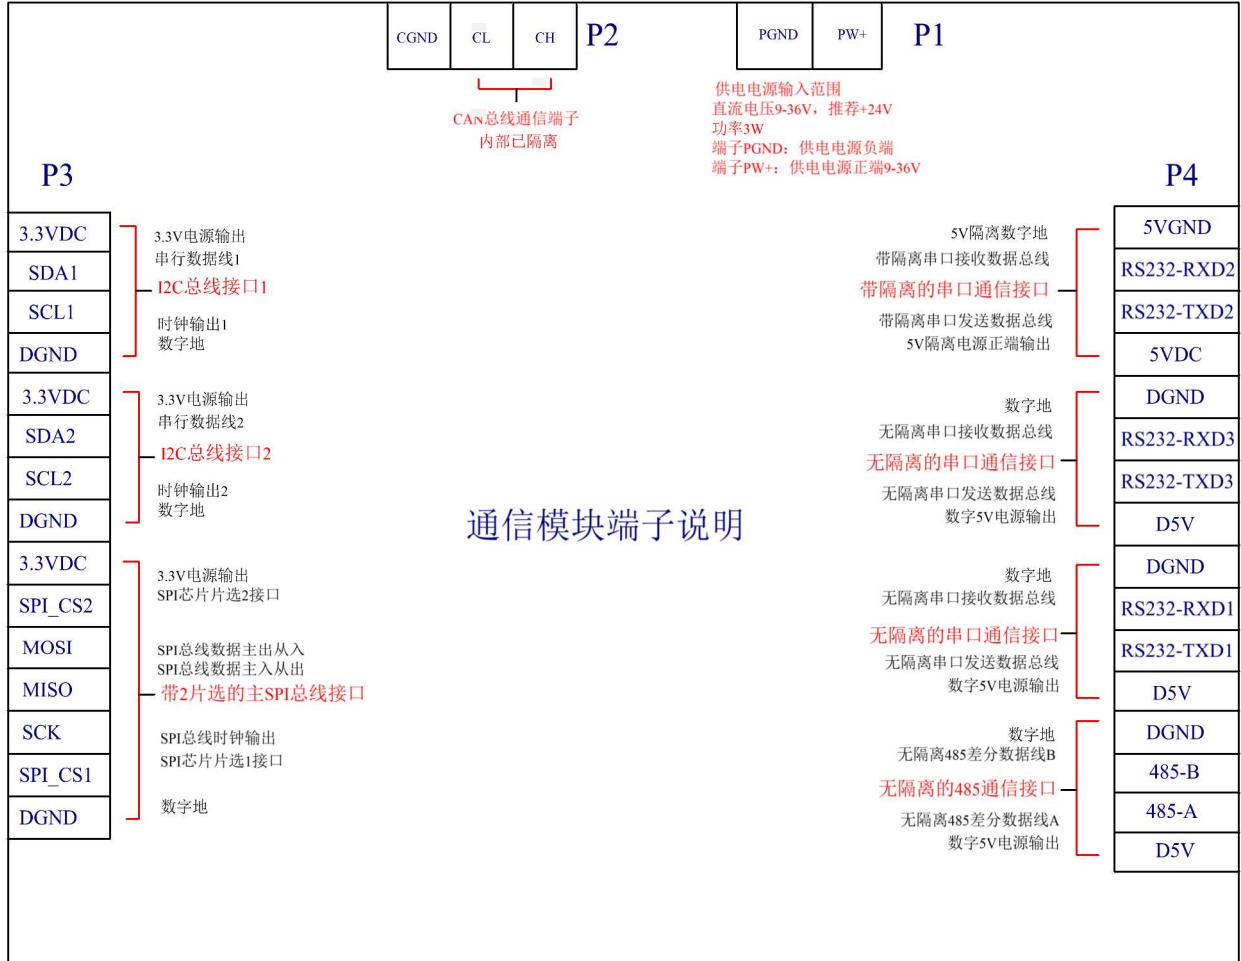 CGND CL CH P2
PGND PW+ P1
CAN总线通信端子
内部已隔离
供电电源输入范围
直流电压9-36V，推荐+24V
功率3W
端子PGND：供电电源负端
端子PW+：供电电源正端9-36V
P3
3.3VDC
SDA1
SCL1
DGND
3.3VDC
SDA2
SCL2
DGND
3.3VDC
SPI_CS2
MOSI
MISO
SCK
SPI_CS1
DGND
3.3V电源输出
串行数据线1
I2C总线接口1
时钟输出1
数字地
3.3V电源输出
串行数据线2
I2C总线接口2
时钟输出2
数字地
3.3V电源输出
SPI芯片片选2接口
SPI总线数据主出从入
SPI总线数据主入从出
带2片选的主SPI总线接口
SPI总线时钟输出
SPI芯片片选1接口
数字地
通信模块端子说明
P4
5V隔离数字地
带隔离串口接收数据总线
带隔离的串口通信接口
带隔离串口发送数据总线
5V隔离电源正端输出
数字地
无隔离串口接收数据总线
无隔离的串口通信接口
无隔离串口发送数据总线
数字5V电源输出
数字地
无隔离串口接收数据总线
无隔离的串口通信接口
无隔离串口发送数据总线
数字5V电源输出
数字地
无隔离485差分数据线B
无隔离的485通信接口
无隔离485差分数据线A
数字5V电源输出
5VGND
RS232-RXD2
RS232-TXD2
5VDC
DGND
RS232-RXD3
RS232-TXD3
D5V
DGND
RS232-RXD1
RS232-TXD1
D5V
DGND
485-B
485-A
D5V